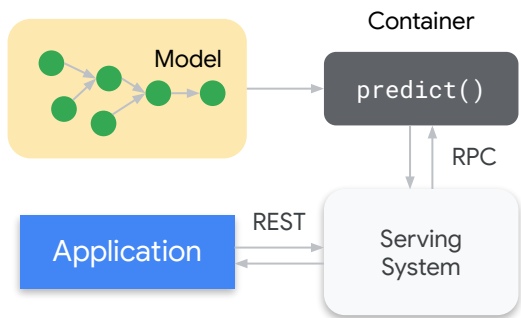 Container
Model
predict()
RPC
REST
Application
Serving
System